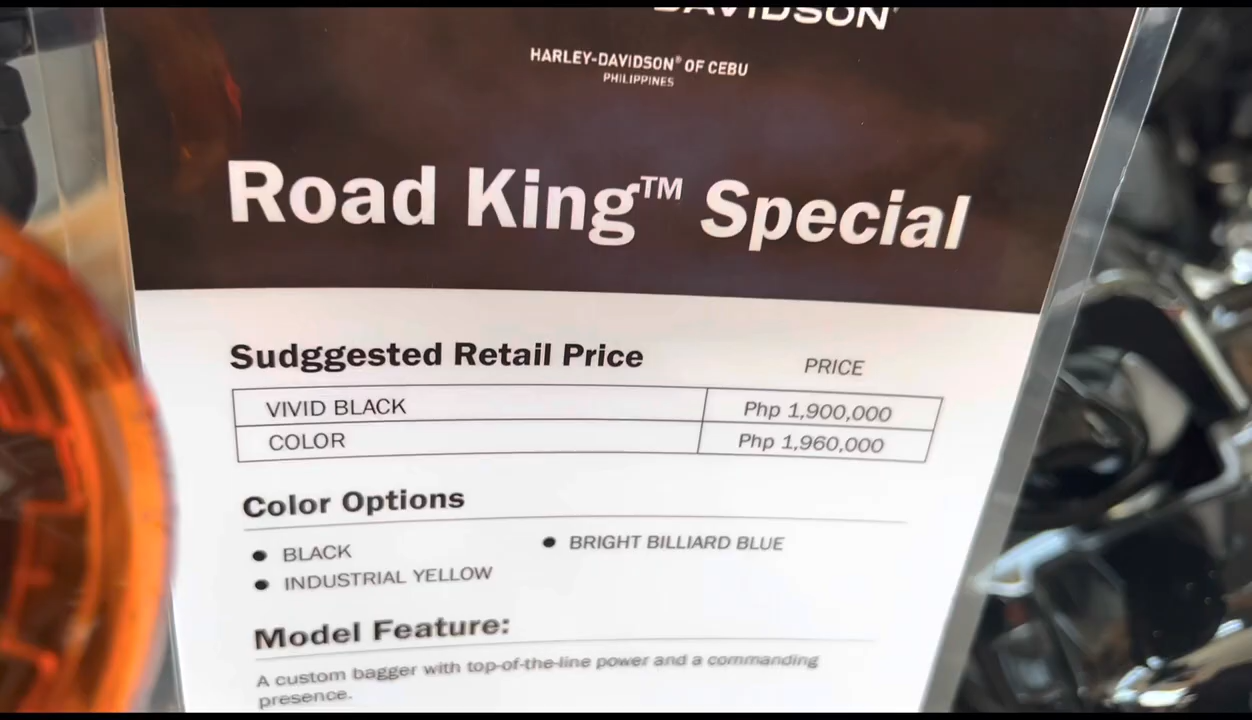 DAVIDSON
HARLEY-DAVIDSON® OF CEBU
PHILIPPINES
Road King™ Special
Sudggested Retail Price PRICE
VIVID BLACK Php 1,900,000
COLOR Php 1,960,000
Color Options
● BLACK ● BRIGHT BILLIARD BLUE
● INDUSTRIAL YELLOW
Model Feature:
A custom bagger with top-of-the-line power and a commanding
presence.